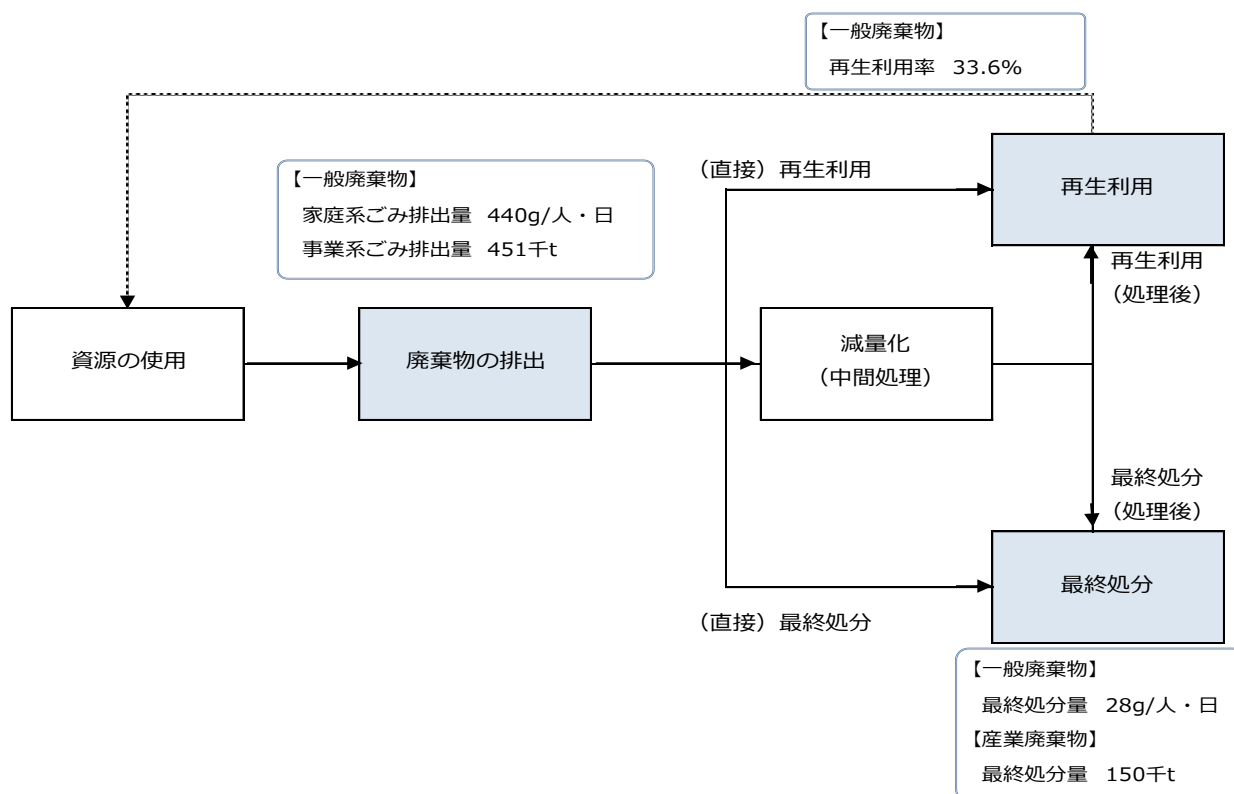 【一般廃棄物】
再生利用率 33.6%
【一般廃棄物】
家庭系ごみ排出量 440g/人・日
事業系ごみ排出量 451千t
(直接)再生利用
再生利用
再生利用
(処理後)
資源の使用
廃棄物の排出
減量化
(中間処理)
最終処分
(処理後)
最終処分
(直接)最終処分
【一般廃棄物】
最終処分量 28g/人・日
【産業廃棄物】
最終処分量 150千t